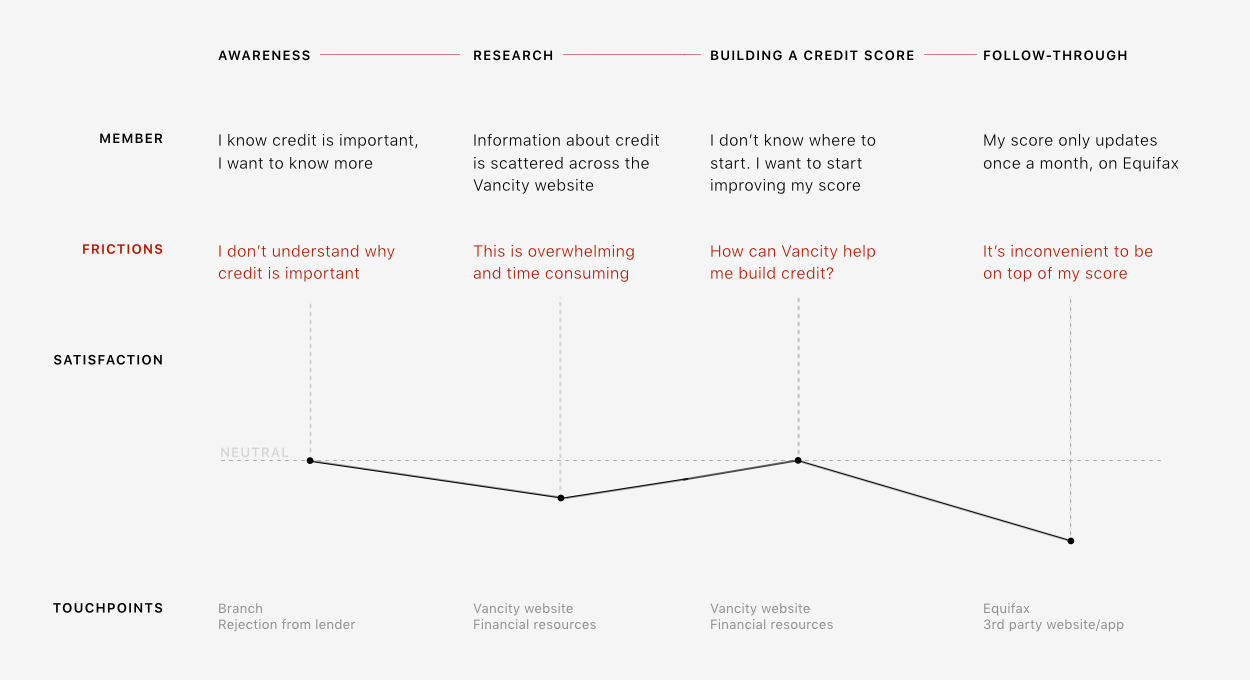 AWARENESS
RESEARCH
BUILDING A CREDIT SCORE
FOLLOW-THROUGH
MEMBER
I know credit is important,
I want to know more
Information about credit
is scattered across the
Vancity website
I don’t know where to
start. I want to start
improving my score
My score only updates
once a month, on Equifax
FRICTIONS
I don’t understand why
credit is important
This is overwhelming
and time consuming
How can Vancity help
me build credit?
It’s inconvenient to be
on top of my score
SATISFACTION
NEUTRAL
TOUCHPOINTS
Branch
Rejection from lender
Vancity website
Financial resources
Vancity website
Financial resources
Equifax
3rd party website/app